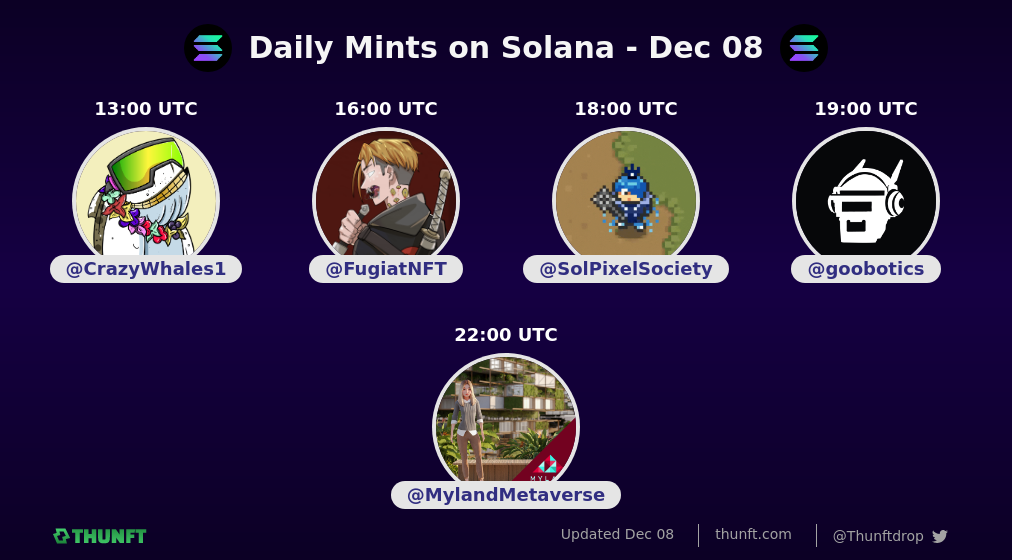 Daily Mints on Solana - Dec 08
13:00 UTC
16:00 UTC
18:00 UTC
19:00 UTC
@CrazyWhales1
@FugiatNFT
@SolPixelSociety
@goobotics
22:00 UTC
@MylandMetaverse
THUNFT
Updated Dec 08
thunft.com
@Thunftdrop